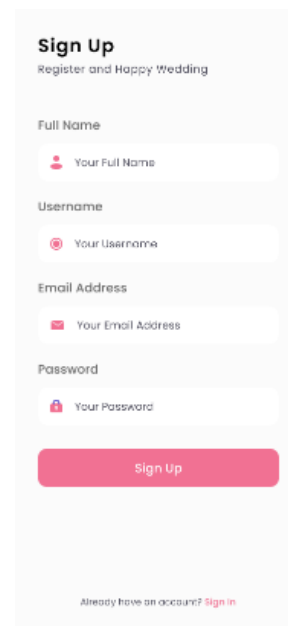 Sign Up
Register and Happy Wedding
Full Name
Your Full Name
Username
Your Username
Email Address
Your Email Address
Password
Your Password
Sign Up
Already have an account? Sign In